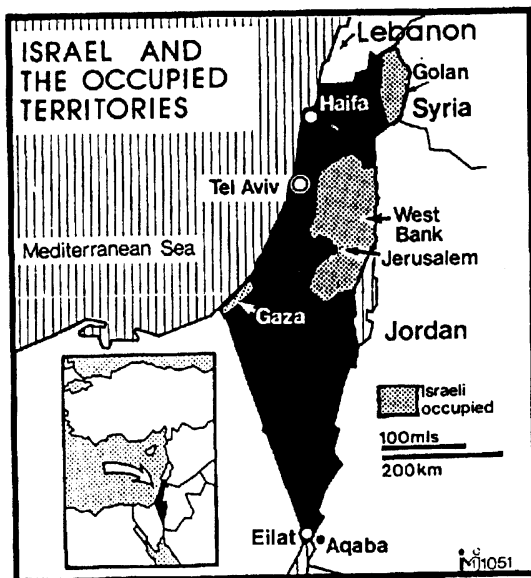 ISRAEL AND
THE OCCUPIED
TERRITORIES
Lebanon
Golan
Syria
Haifa
Tel Aviv
West
Bank
Jerusalem
Mediterranean Sea
Gaza
Jordan
Israeli
occupied
100mls
200km
Eilat
Aqaba
1051